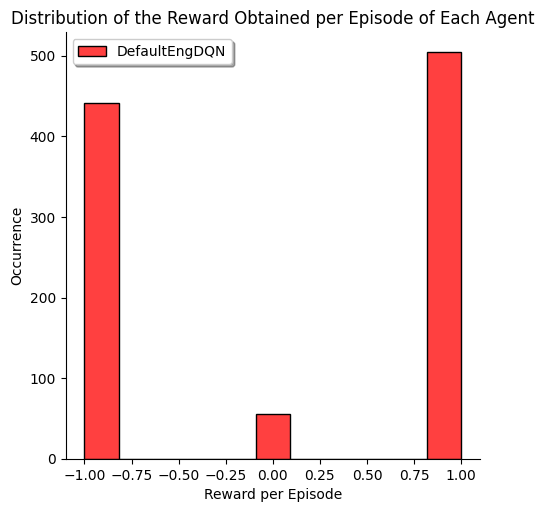 Distribution of the Reward Obtained per Episode of Each Agent
DefaultEngDQN
500
400
300
200
100
0
Occurrence
−1.00 −0.75 −0.50 −0.25 0.00 0.25 0.50 0.75 1.00
Reward per Episode